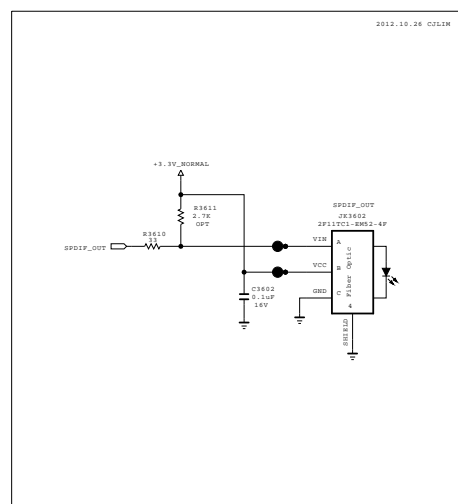 2012.10.26 CJLIM
+3.3V_NORMAL
R3611
2.7K
OPT
R3610
33
SPDIF_OUT
SPDIF_OUT
JK3602
2F11TC1-EM52-4F
VIN
A
VCC
B
GND
C
Fiber Optic
4
SHIELD
C3602
0.1uF
16V